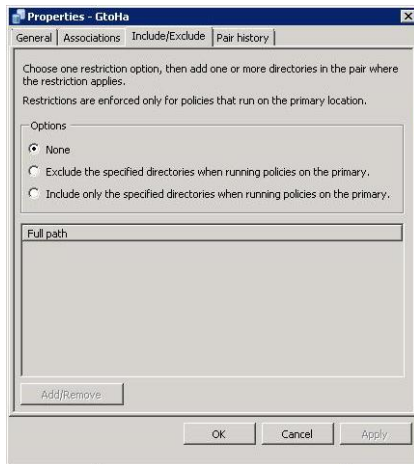 Properties - GtoHa
General Associations Include/Exclude Pair history
Choose one restriction option, then add one or more directories in the pair where
the restriction applies.
Restrictions are enforced only for policies that run on the primary location.
Options
None
Exclude the specified directories when running policies on the primary.
Include only the specified directories when running policies on the primary.
Full path
Add/Remove
OK Cancel Apply